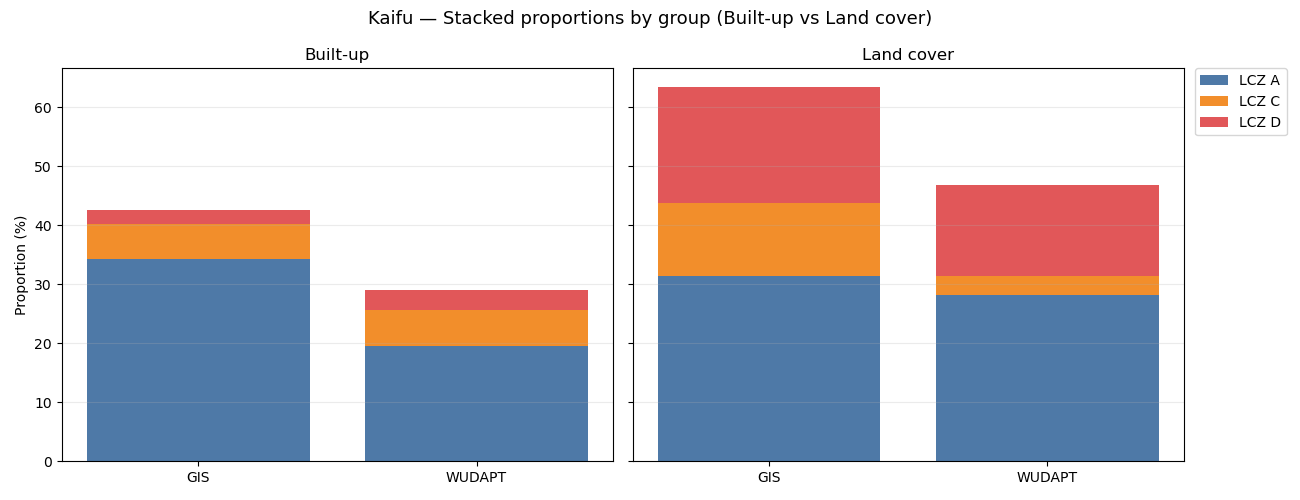 Kaifu — Stacked proportions by group (Built-up vs Land cover)
Built-up
Land cover
LCZ A
LCZ C
LCZ D
Proportion (%)
60
50
40
30
20
10
0
GIS
WUDAPT
GIS
WUDAPT